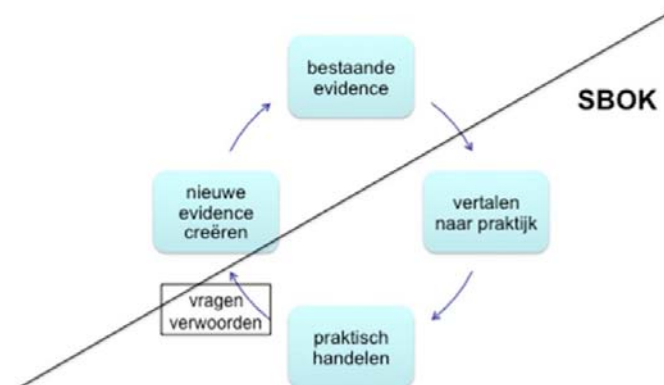 bestaande
evidence
SBOK
nieuwe
evidence
creëren
vertalen
naar praktijk
vragen
verwoorden
praktisch
handelen